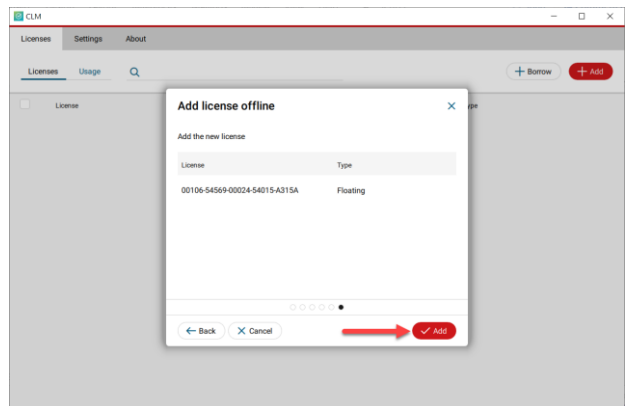 CLM
Licenses Settings About
Licenses Usage
Borrow Add
License
ype
Add license offline
Add the new license
License Type
00106-54569-00024-54015-A315A Floating
Back Cancel Add